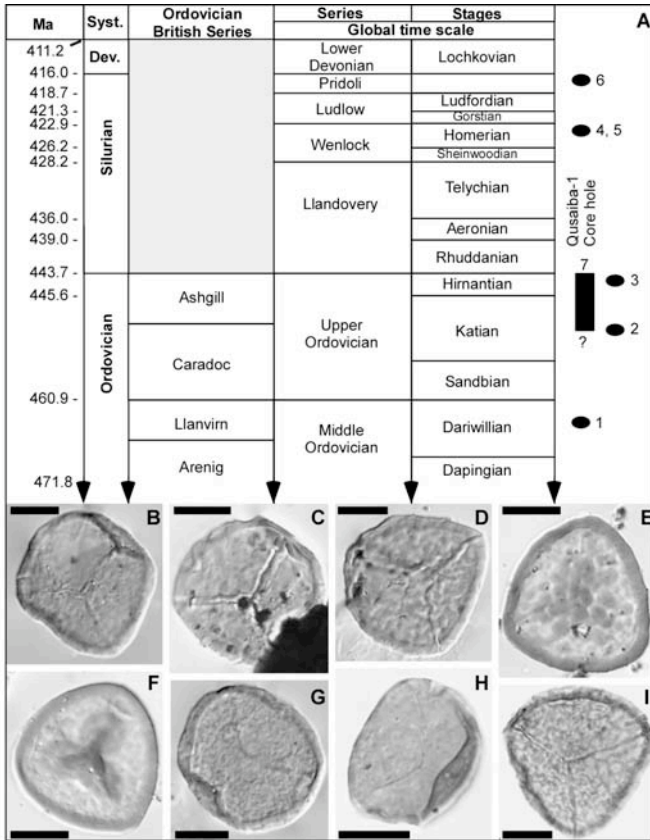 Ma Syst. Ordovician British Series Series Stages A
Global time scale
411.2 -
Dev. Lower Devonian Lochkovian
416.0 -
Pridoli 6
418.7 -
Ludlow Ludfordian
421.3 -
Gorstian
422.9 -
Silurian Wenlock Homerian 4, 5
426.2 -
Sheinwoodian
428.2 -
Llandovery Telychian
Qusaiba-1
Core hole
436.0 -
Aeronian
439.0 -
Rhuddanian
7
443.7 -
Hirnantian 3
445.6 -
Ashgill
Ordovician Upper Ordovician Katian 2
?
Caradoc
Sandbian
460.9 -
Llanvirn Middle Ordovician Dariwillian 1
Arenig Dapingian
471.8
B C D E
F G H I